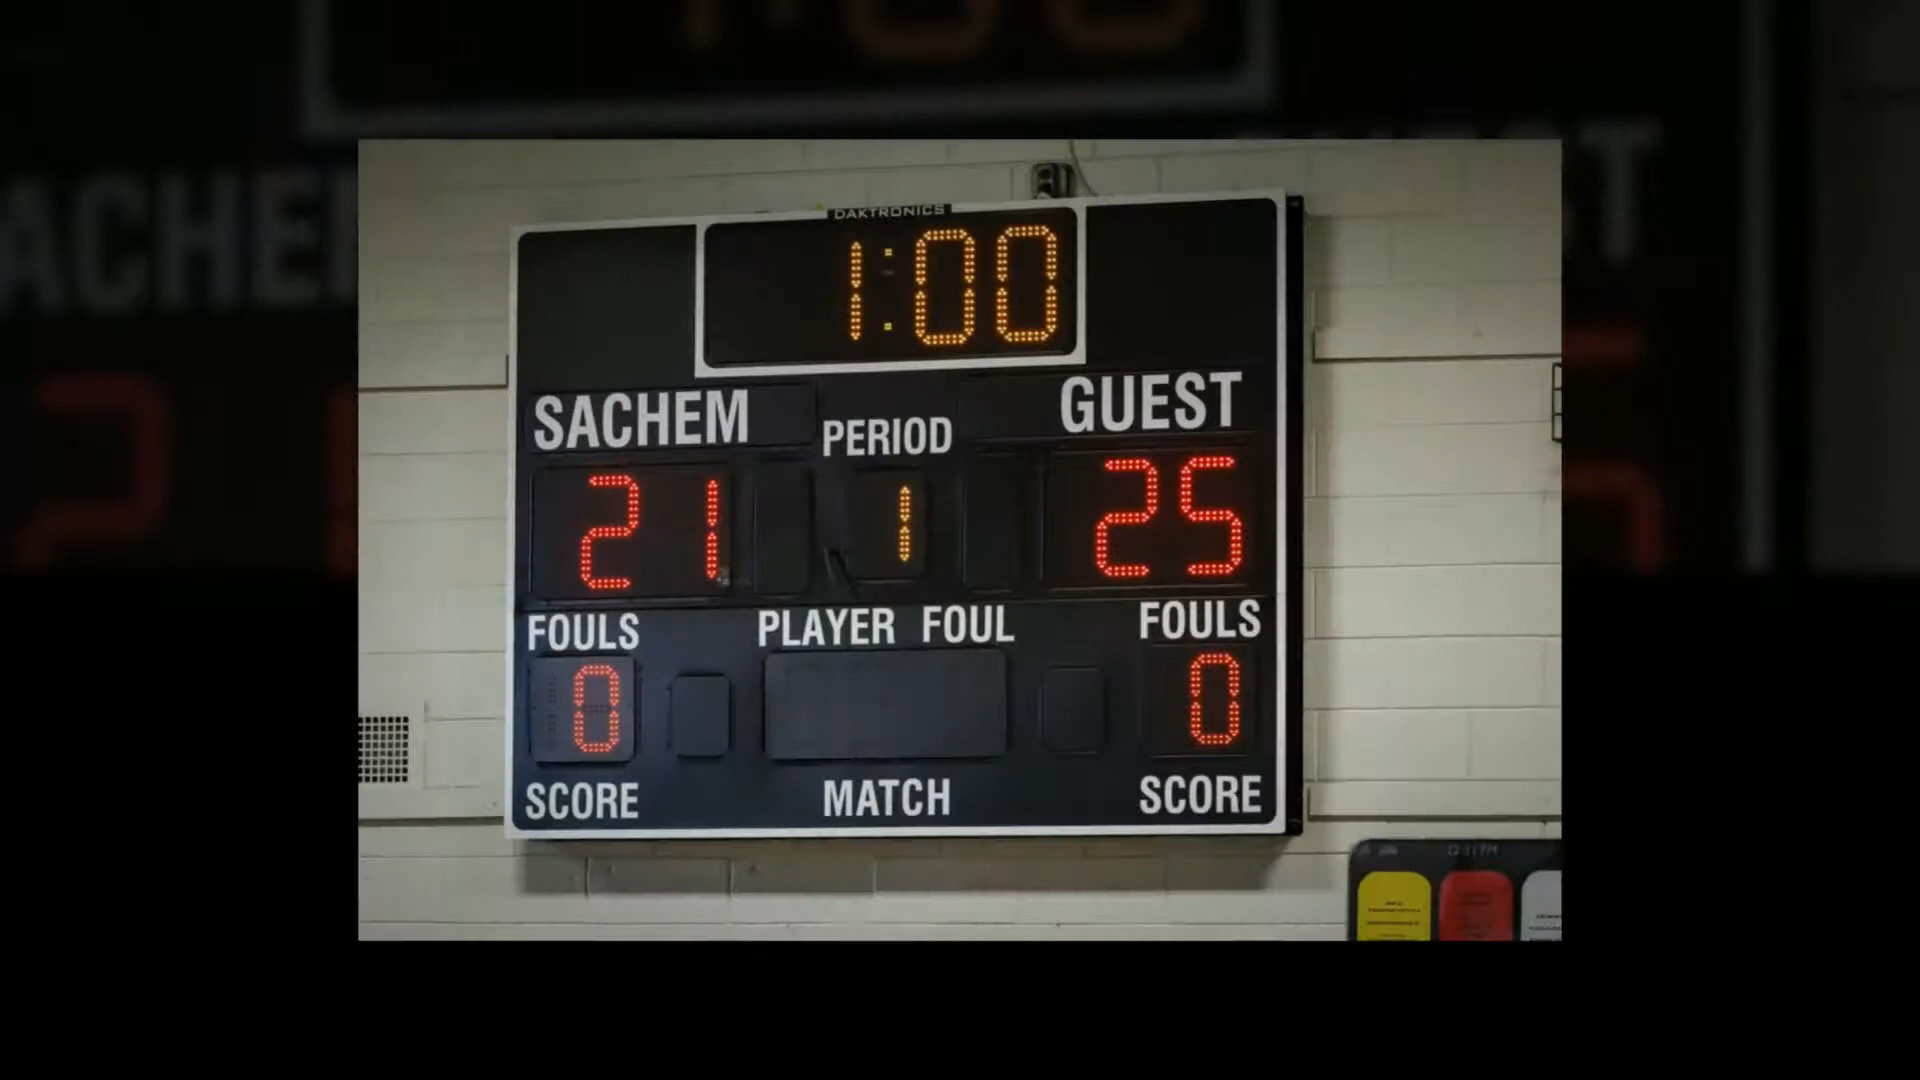 DAKTRONICS
1:00
SACHEM PERIOD GUEST
21 1 25
FOULS PLAYER FOUL FOULS
0 0
SCORE MATCH SCORE